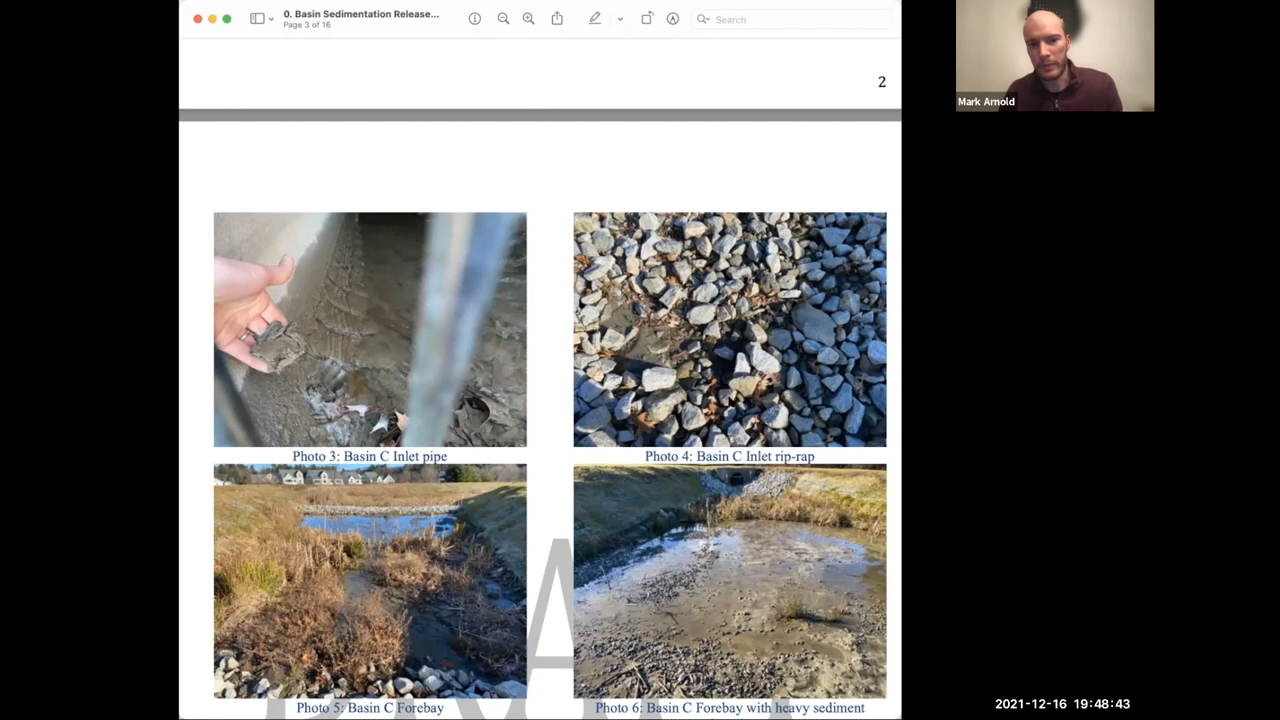 0. Basin Sedimentation Release...
Page 3 of 16
Search
2
Mark Arnold
Photo 3: Basin C Inlet pipe
Photo 4: Basin C Inlet rip-rap
Photo 5: Basin C Forebay
Photo 6: Basin C Forebay with heavy sediment
2021-12-16 19:48:43